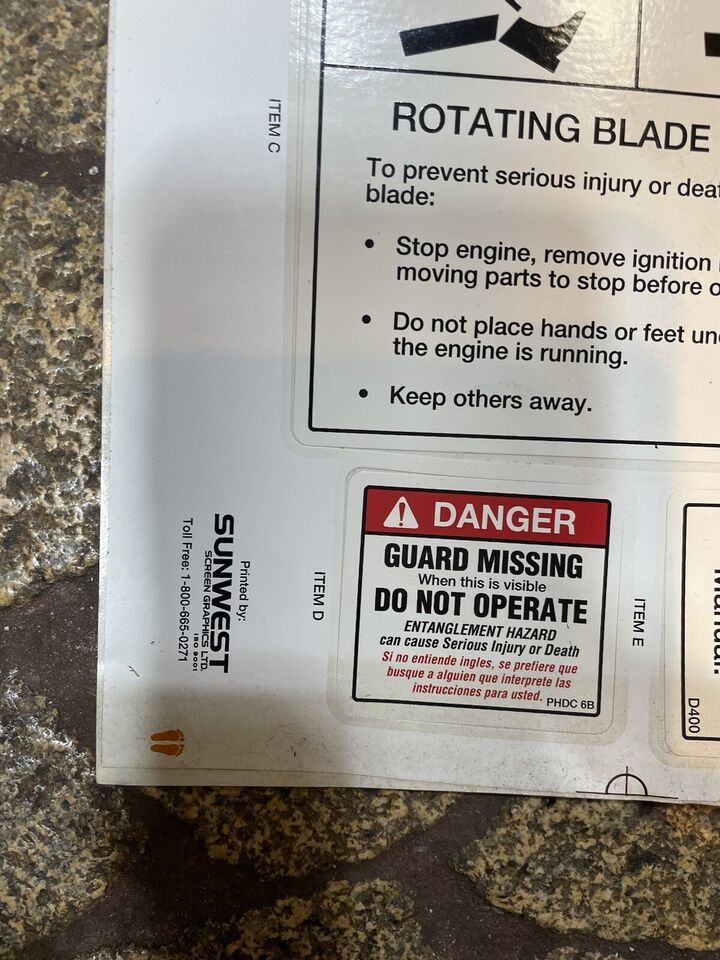 ITEM C
ROTATING BLADE
To prevent serious injury or
blade:
• Stop engine, remove ignition
moving parts to stop before
• Do not place hands or feet
the engine is running.
• Keep others away.
Printed by:
SUNWEST
SCREEN GRAPHICS LTD.
ISO 9001
Toll Free: 1-800-665-0271
ITEM D
DANGER
GUARD MISSING
When this is visible
DO NOT OPERATE
ENTANGLEMENT HAZARD
can cause Serious Injury or Death
Si no entiende ingles, se prefiere que
busque a alguien que interprete las
instrucciones para usted.
PHDC 6B
ITEM E
D400